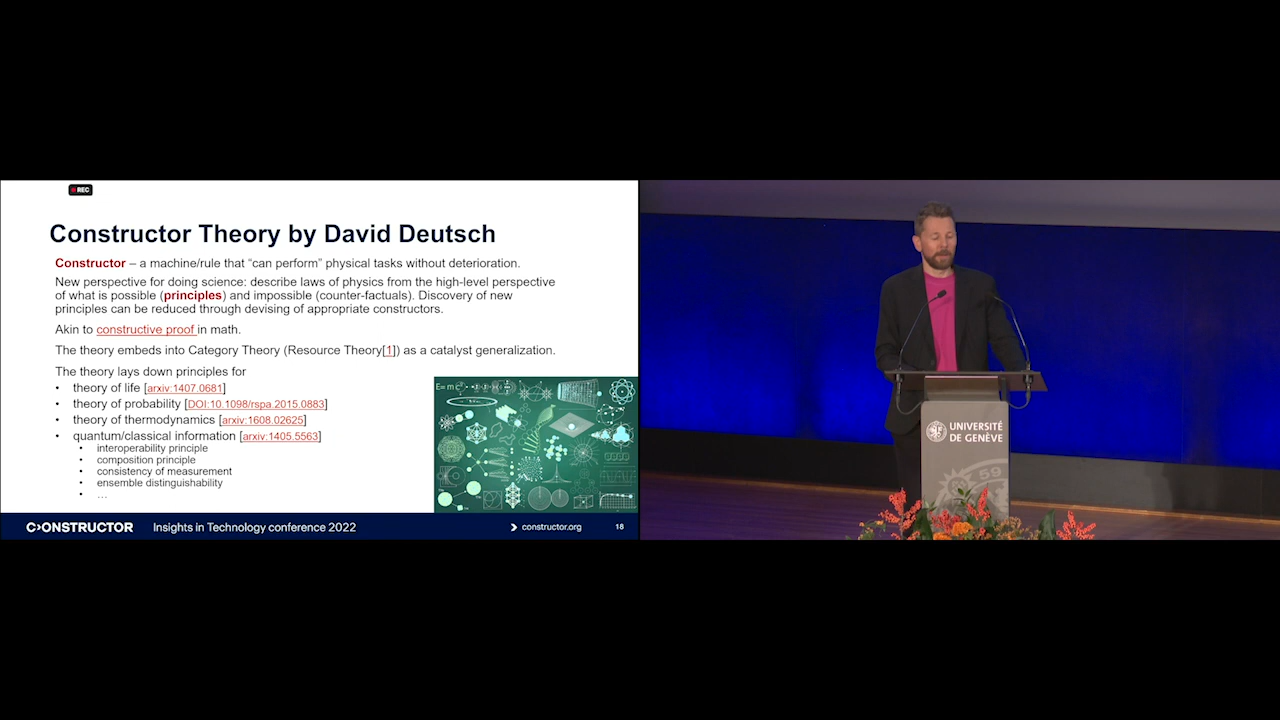 REC
Constructor Theory by David Deutsch
Constructor – a machine/rule that “can perform” physical tasks without deterioration.
New perspective for doing science: describe laws of physics from the high-level perspective
of what is possible (principles) and impossible (counter-factuals). Discovery of new
principles can be reduced through devising of appropriate constructors.
Akin to constructive proof in math.
The theory embeds into Category Theory (Resource Theory[1]) as a catalyst generalization.
The theory lays down principles for
• theory of life [arxiv:1407.0681]
• theory of probability [DOI:10.1098/rspa.2015.0883]
• theory of thermodynamics [arxiv:1608.02625]
• quantum/classical information [arxiv:1405.5563]
• interoperability principle
• composition principle
• consistency of measurement
• ensemble distinguishability
• …
C>ONSTRUCTOR
Insights in Technology conference 2022
constructor.org
18
UNIVERSITÉ
DE GENÈVE
59